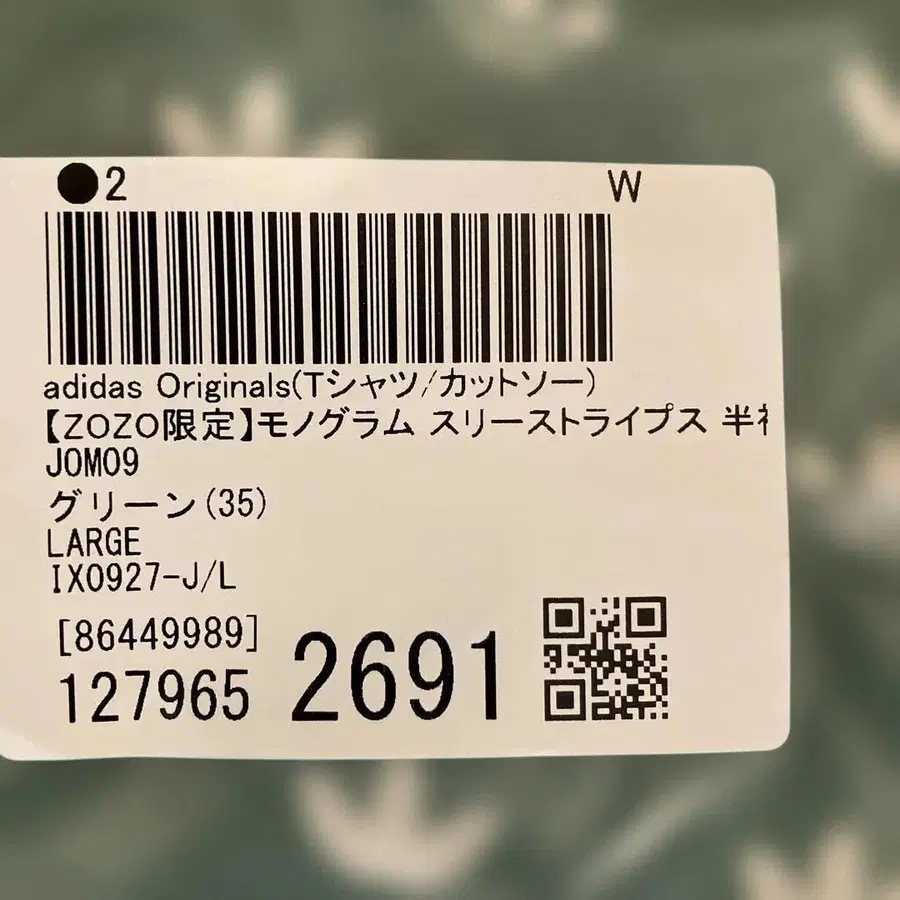 ●2 W
adidas Originals(Tシャツ/カットソー)
【ZOZO限定】モノグラム スリーストライプス 半
JOM09
グリーン(35)
LARGE
IX0927-J/L
[86449989]
127965 2691